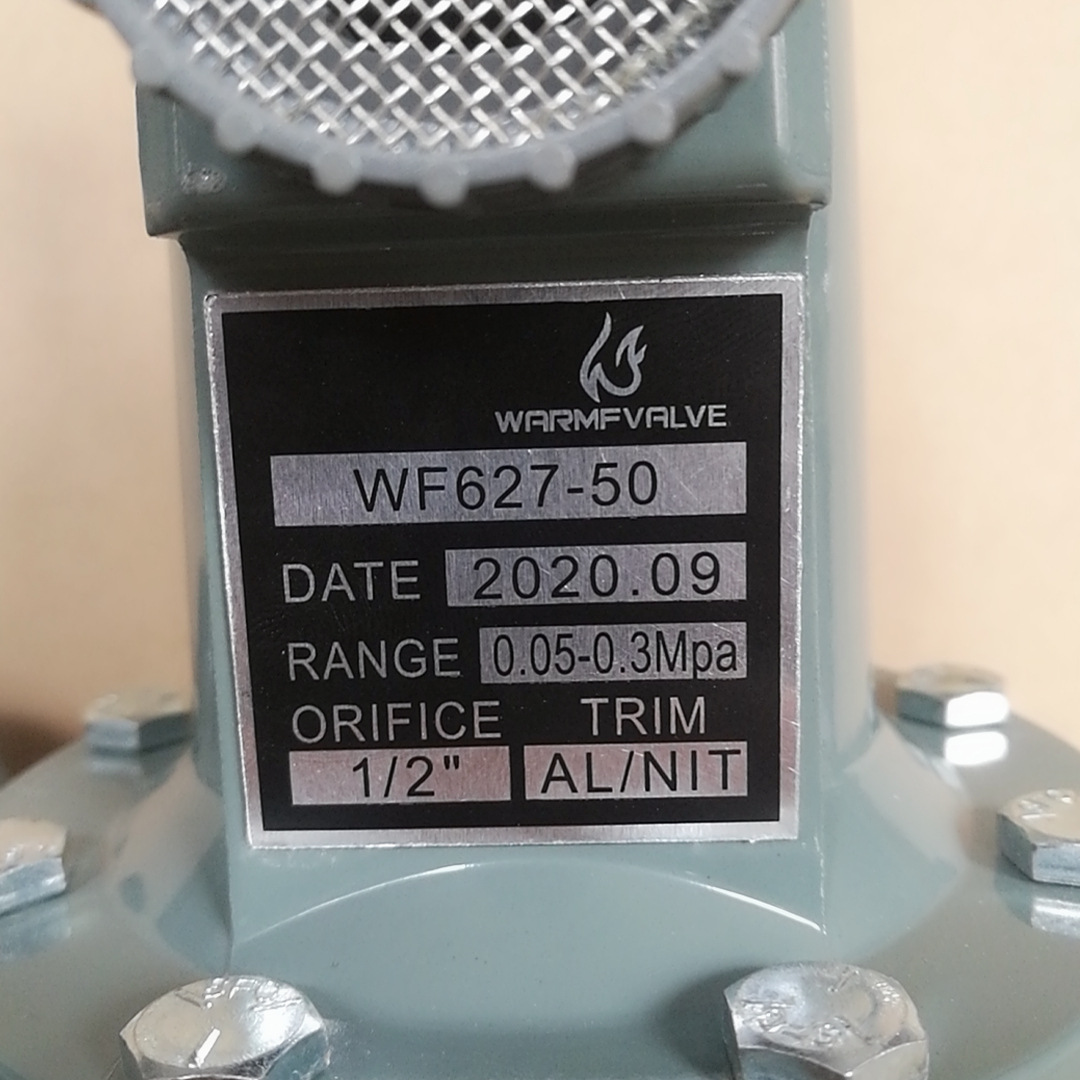 WARMFVALVE
WF627-50
DATE 2020.09
RANGE 0.05-0.3Mpa
ORIFICE TRIM
1/2" AL/NIT